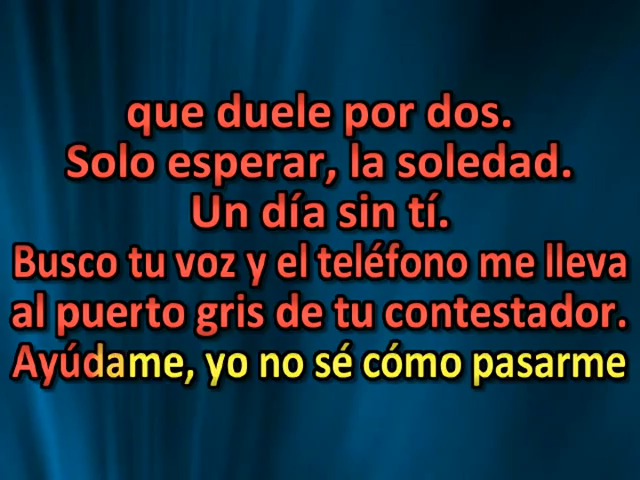 que duele por dos.
Solo esperar, la soledad.
Un día sin tí.
Busco tu voz y el teléfono me lleva
al puerto gris de tu contestador.
Ayúdame, yo no sé cómo pasarme